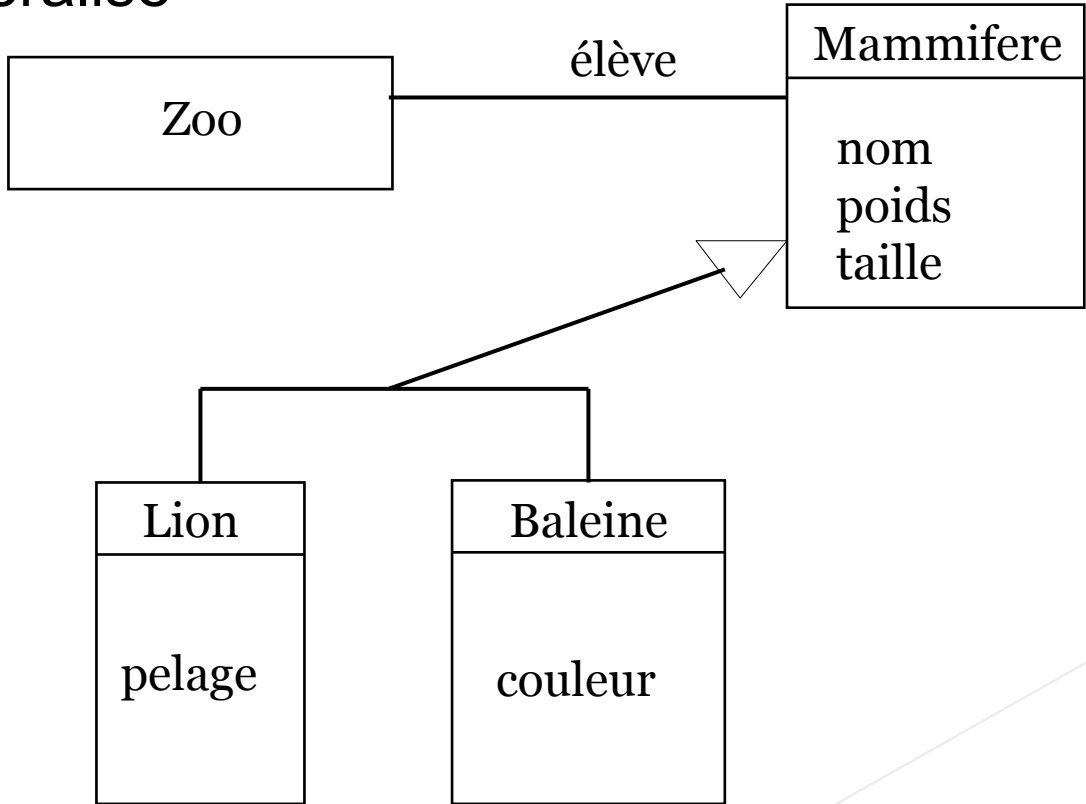 Zoo
élève
Mammifere
nom
poids
taille
Lion
pelage
Baleine
couleur